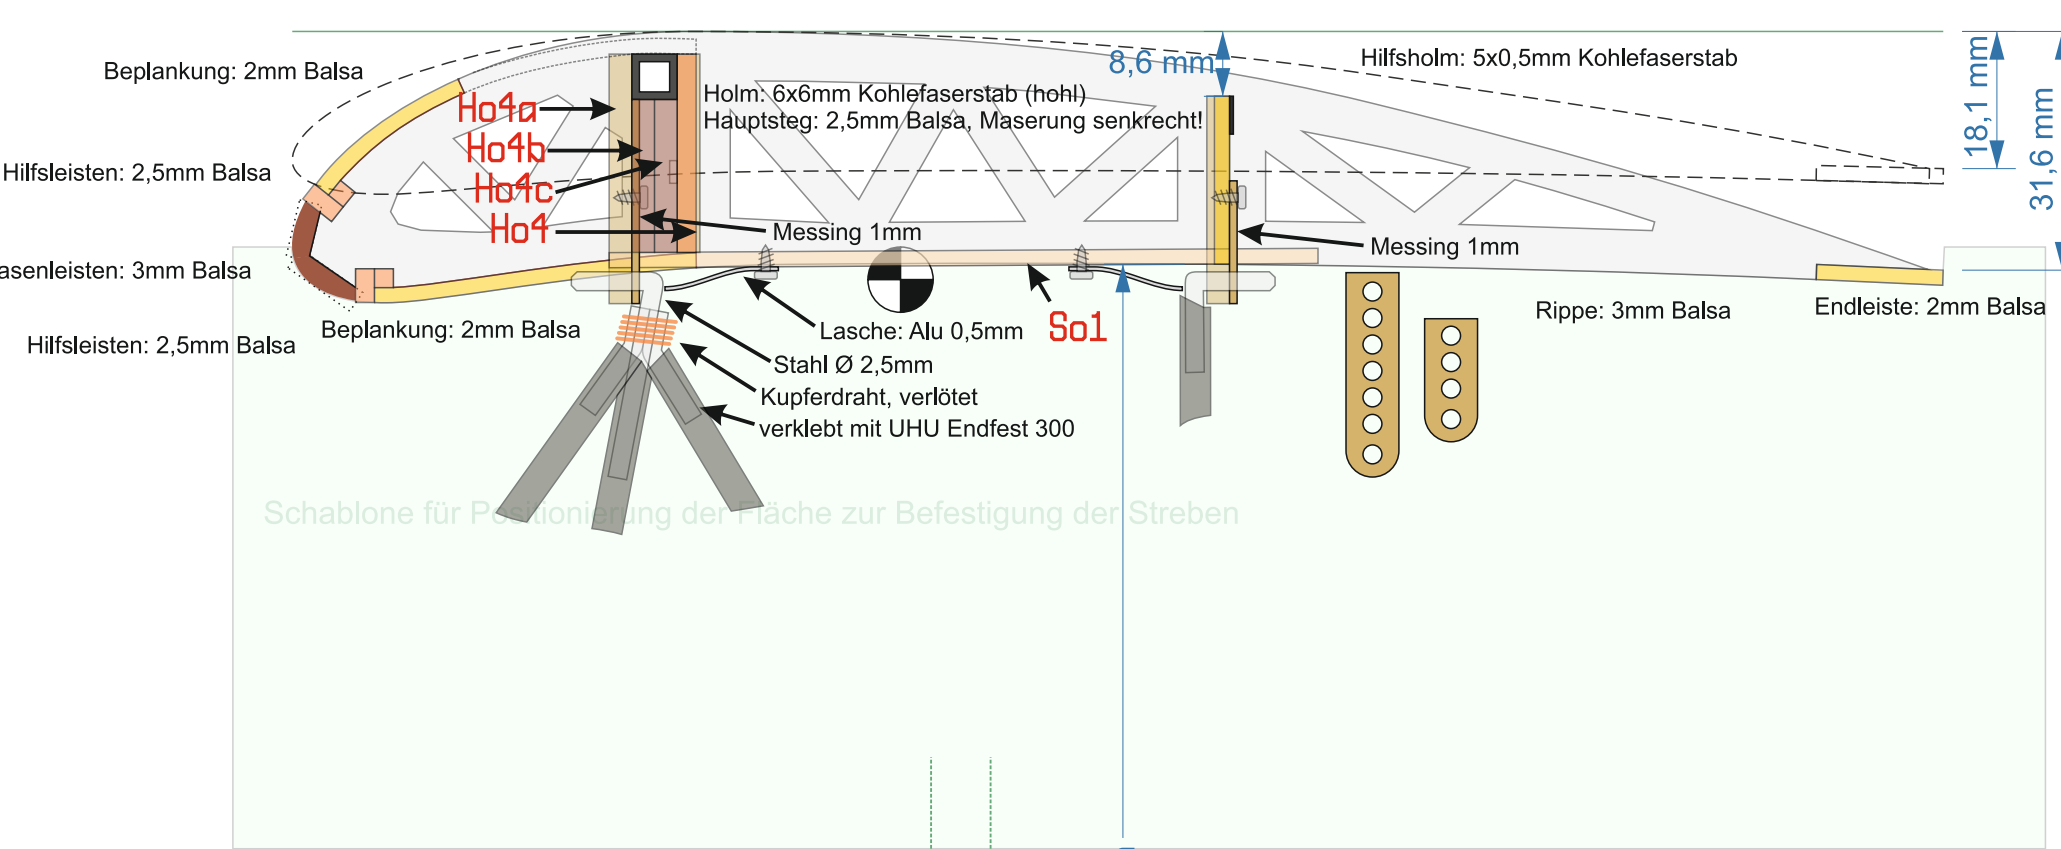 Beplankung: 2mm Balsa
8,6 mm
Hilfsholm: 5x0,5mm Kohlefaserstab
18,1 mm
31,6 mm
Ho4a
Holm: 6x6mm Kohlefaserstab (hohl)
Hauptsteg: 2,5mm Balsa, Maserung senkrecht!
Ho4b
Hilfsleisten: 2,5mm Balsa
Ho4c
Ho4
Messing 1mm
Messing 1mm
asenleisten: 3mm Balsa
Beplankung: 2mm Balsa
Lasche: Alu 0,5mm
So1
Rippe: 3mm Balsa
Endleiste: 2mm Balsa
Hilfsleisten: 2,5mm Balsa
Stahl Ø 2,5mm
Kupferdraht, verlötet
verklebt mit UHU Endfest 300
Schablone für Positionierung der Fläche zur Befestigung der Streben